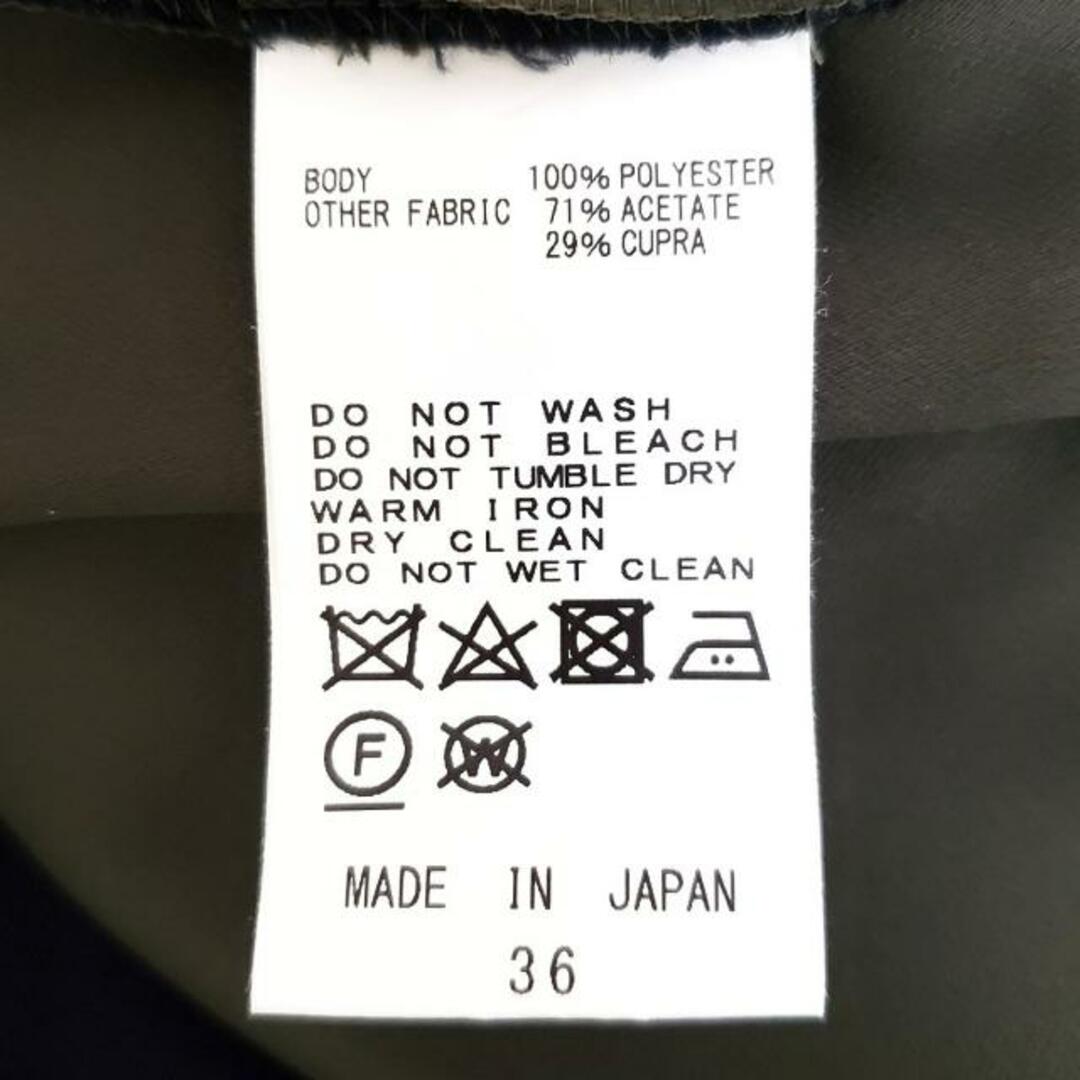 BODY 100% POLYESTER
OTHER FABRIC 71% ACETATE
29% CUPRA
DO NOT WASH
DO NOT BLEACH
DO NOT TUMBLE DRY
WARM IRON
DRY CLEAN
DO NOT WET CLEAN
F W
MADE IN JAPAN
36